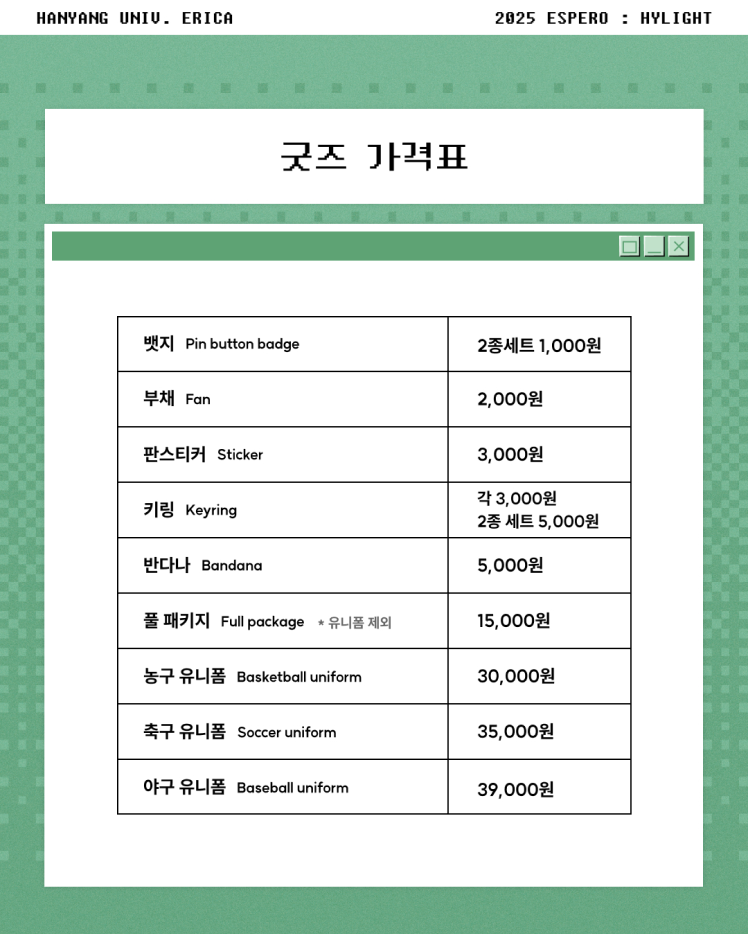 HANYANG UNIV. ERICA
2025 ESPERO : HYLIGHT
굿즈 가격표
뱃지 Pin button badge 2종세트 1,000원
부채 Fan 2,000원
판스티커 Sticker 3,000원
키링 Keyring 각 3,000원
2종 세트 5,000원
반다나 Bandana 5,000원
풀 패키지 Full package * 유니폼 제외 15,000원
농구 유니폼 Basketball uniform 30,000원
축구 유니폼 Soccer uniform 35,000원
야구 유니폼 Baseball uniform 39,000원